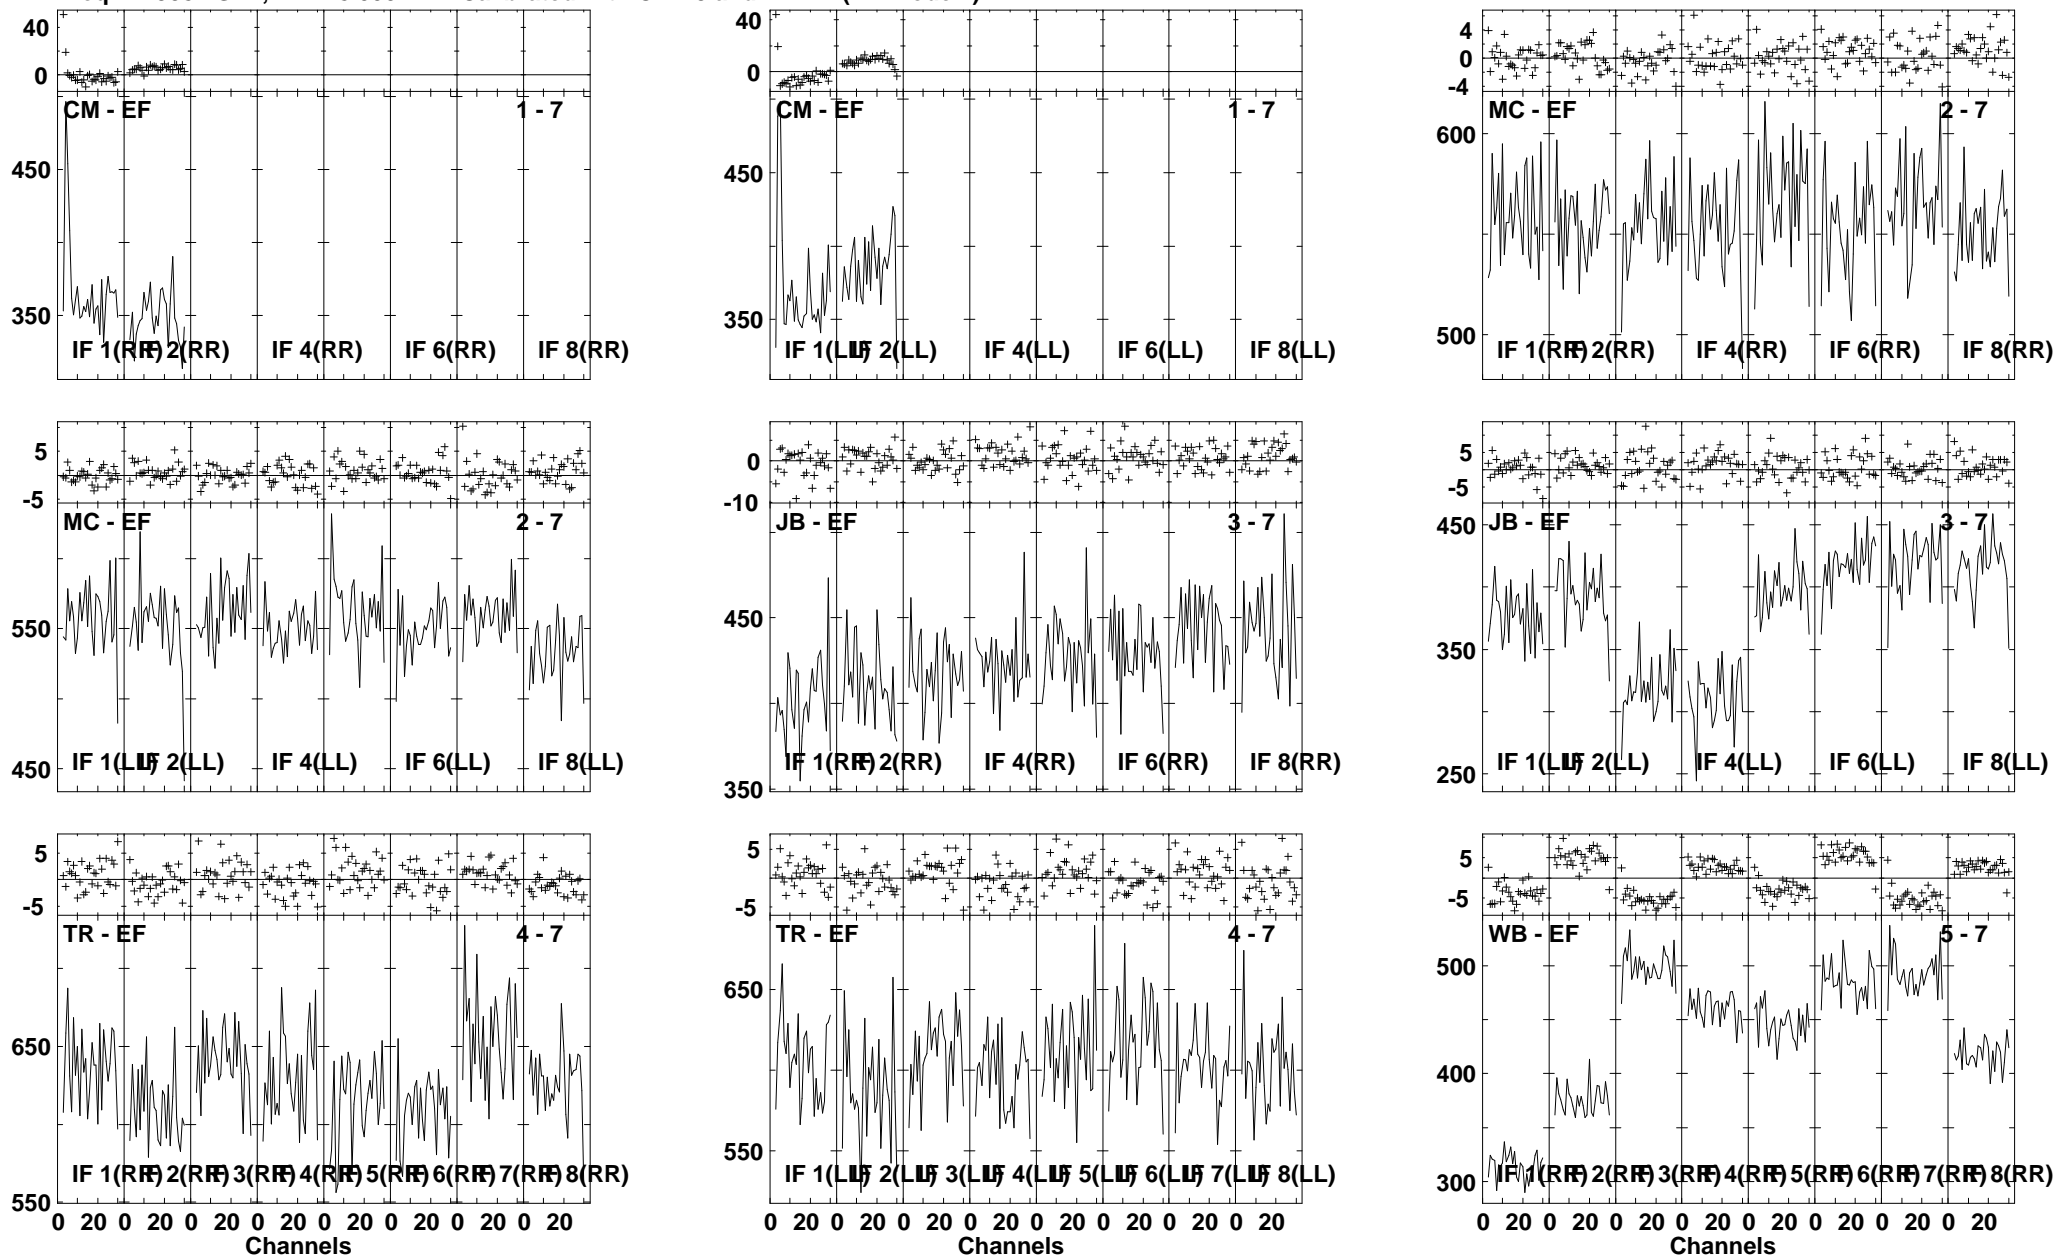 40
0
CM - EF 1 - 7
450
350
IF 1(RR) IF 2(RR) IF 4(RR) IF 6(RR) IF 8(RR)
40
0
CM - EF 1 - 7
450
350
IF 1(LL) IF 2(LL) IF 4(LL) IF 6(LL) IF 8(LL)
4
0
-4
MC - EF 2 - 7
600
500
IF 1(RR) IF 2(RR) IF 4(RR) IF 6(RR) IF 8(RR)
5
-5
MC - EF 2 - 7
550
450
IF 1(LL) IF 2(LL) IF 4(LL) IF 6(LL) IF 8(LL)
0
-10
JB - EF 3 - 7
450
350
IF 1(RR) IF 2(RR) IF 4(RR) IF 6(RR) IF 8(RR)
5
-5
JB - EF 3 - 7
450
350
250
IF 1(LL) IF 2(LL) IF 4(LL) IF 6(LL) IF 8(LL)
5
-5
TR - EF 4 - 7
650
550
IF 1(RR) IF 2(RR) IF 3(RR) IF 4(RR) IF 5(RR) IF 6(RR) IF 7(RR) IF 8(RR)
0 20 0 20 0 20 0 20 0 20 0 20 0 20 0 20
Channels
5
-5
TR - EF 4 - 7
650
550
IF 1(LL) IF 2(LL) IF 3(LL) IF 4(LL) IF 5(LL) IF 6(LL) IF 7(LL) IF 8(LL)
0 20 0 20 0 20 0 20 0 20 0 20 0 20 0 20
Channels
5
-5
WB - EF 5 - 7
500
400
300
IF 1(RR) IF 2(RR) IF 3(RR) IF 4(RR) IF 5(RR) IF 6(RR) IF 7(RR) IF 8(RR)
0 20 0 20 0 20 0 20 0 20 0 20 0 20 0 20
Channels